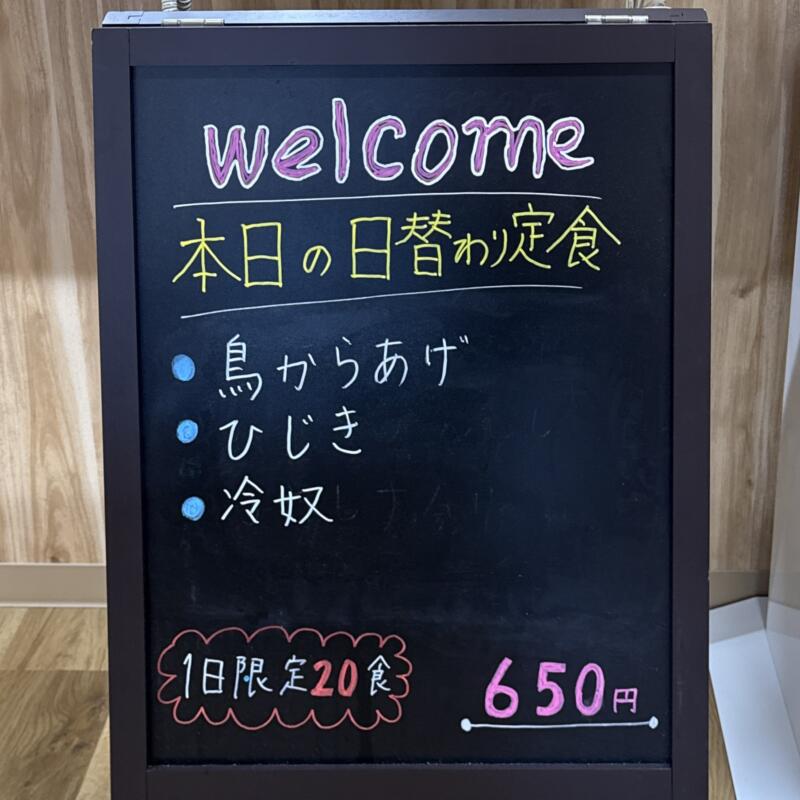 welcome
本日の日替わり定食
鳥からあげ
ひじき
冷奴
1日限定20食
650円